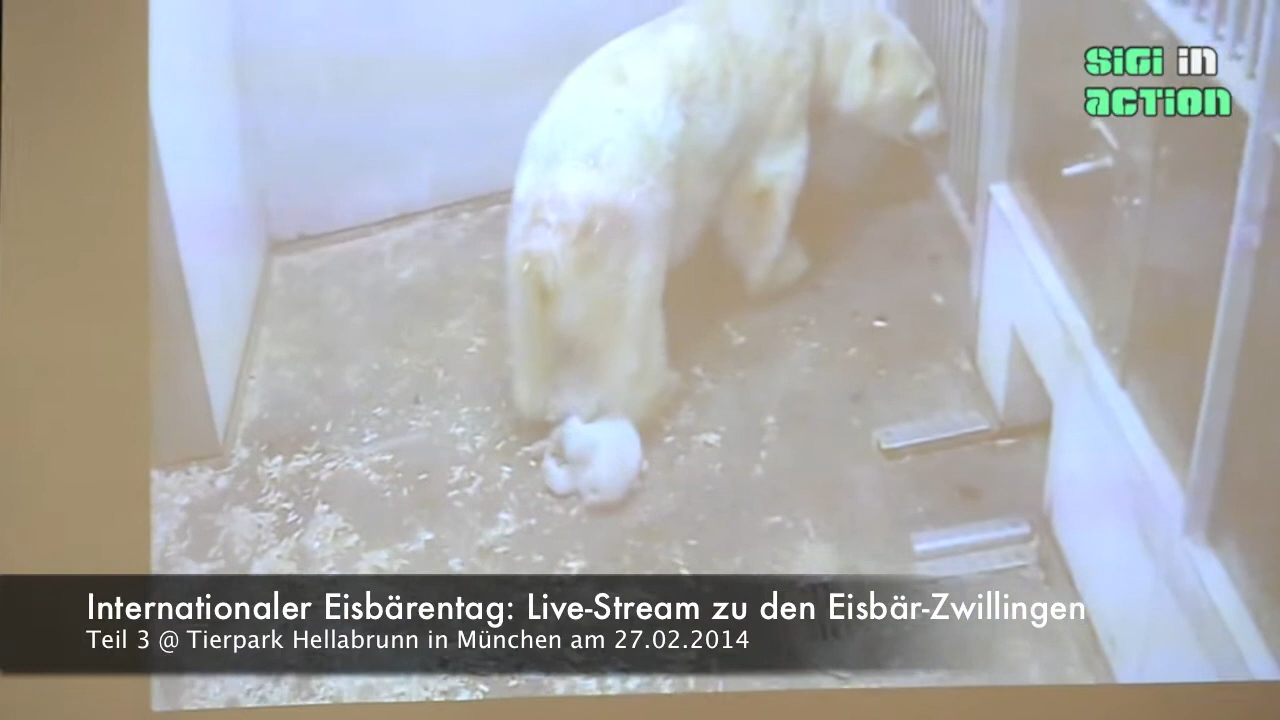 SiGi in
action
Internationaler Eisbärentag: Live-Stream zu den Eisbär-Zwillingen
Teil 3 @ Tierpark Hellabrunn in München am 27.02.2014